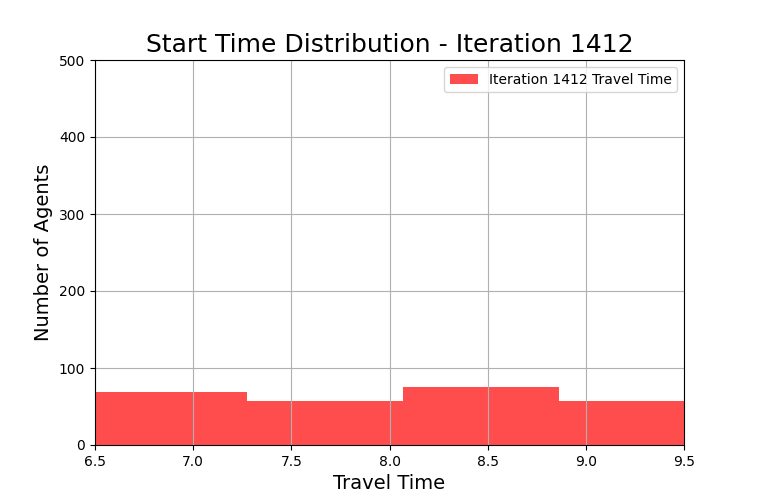 Start Time Distribution - Iteration 1412
Iteration 1412 Travel Time
Number of Agents
500
400
300
200
100
0
6.5 7.0 7.5 8.0 8.5 9.0 9.5
Travel Time